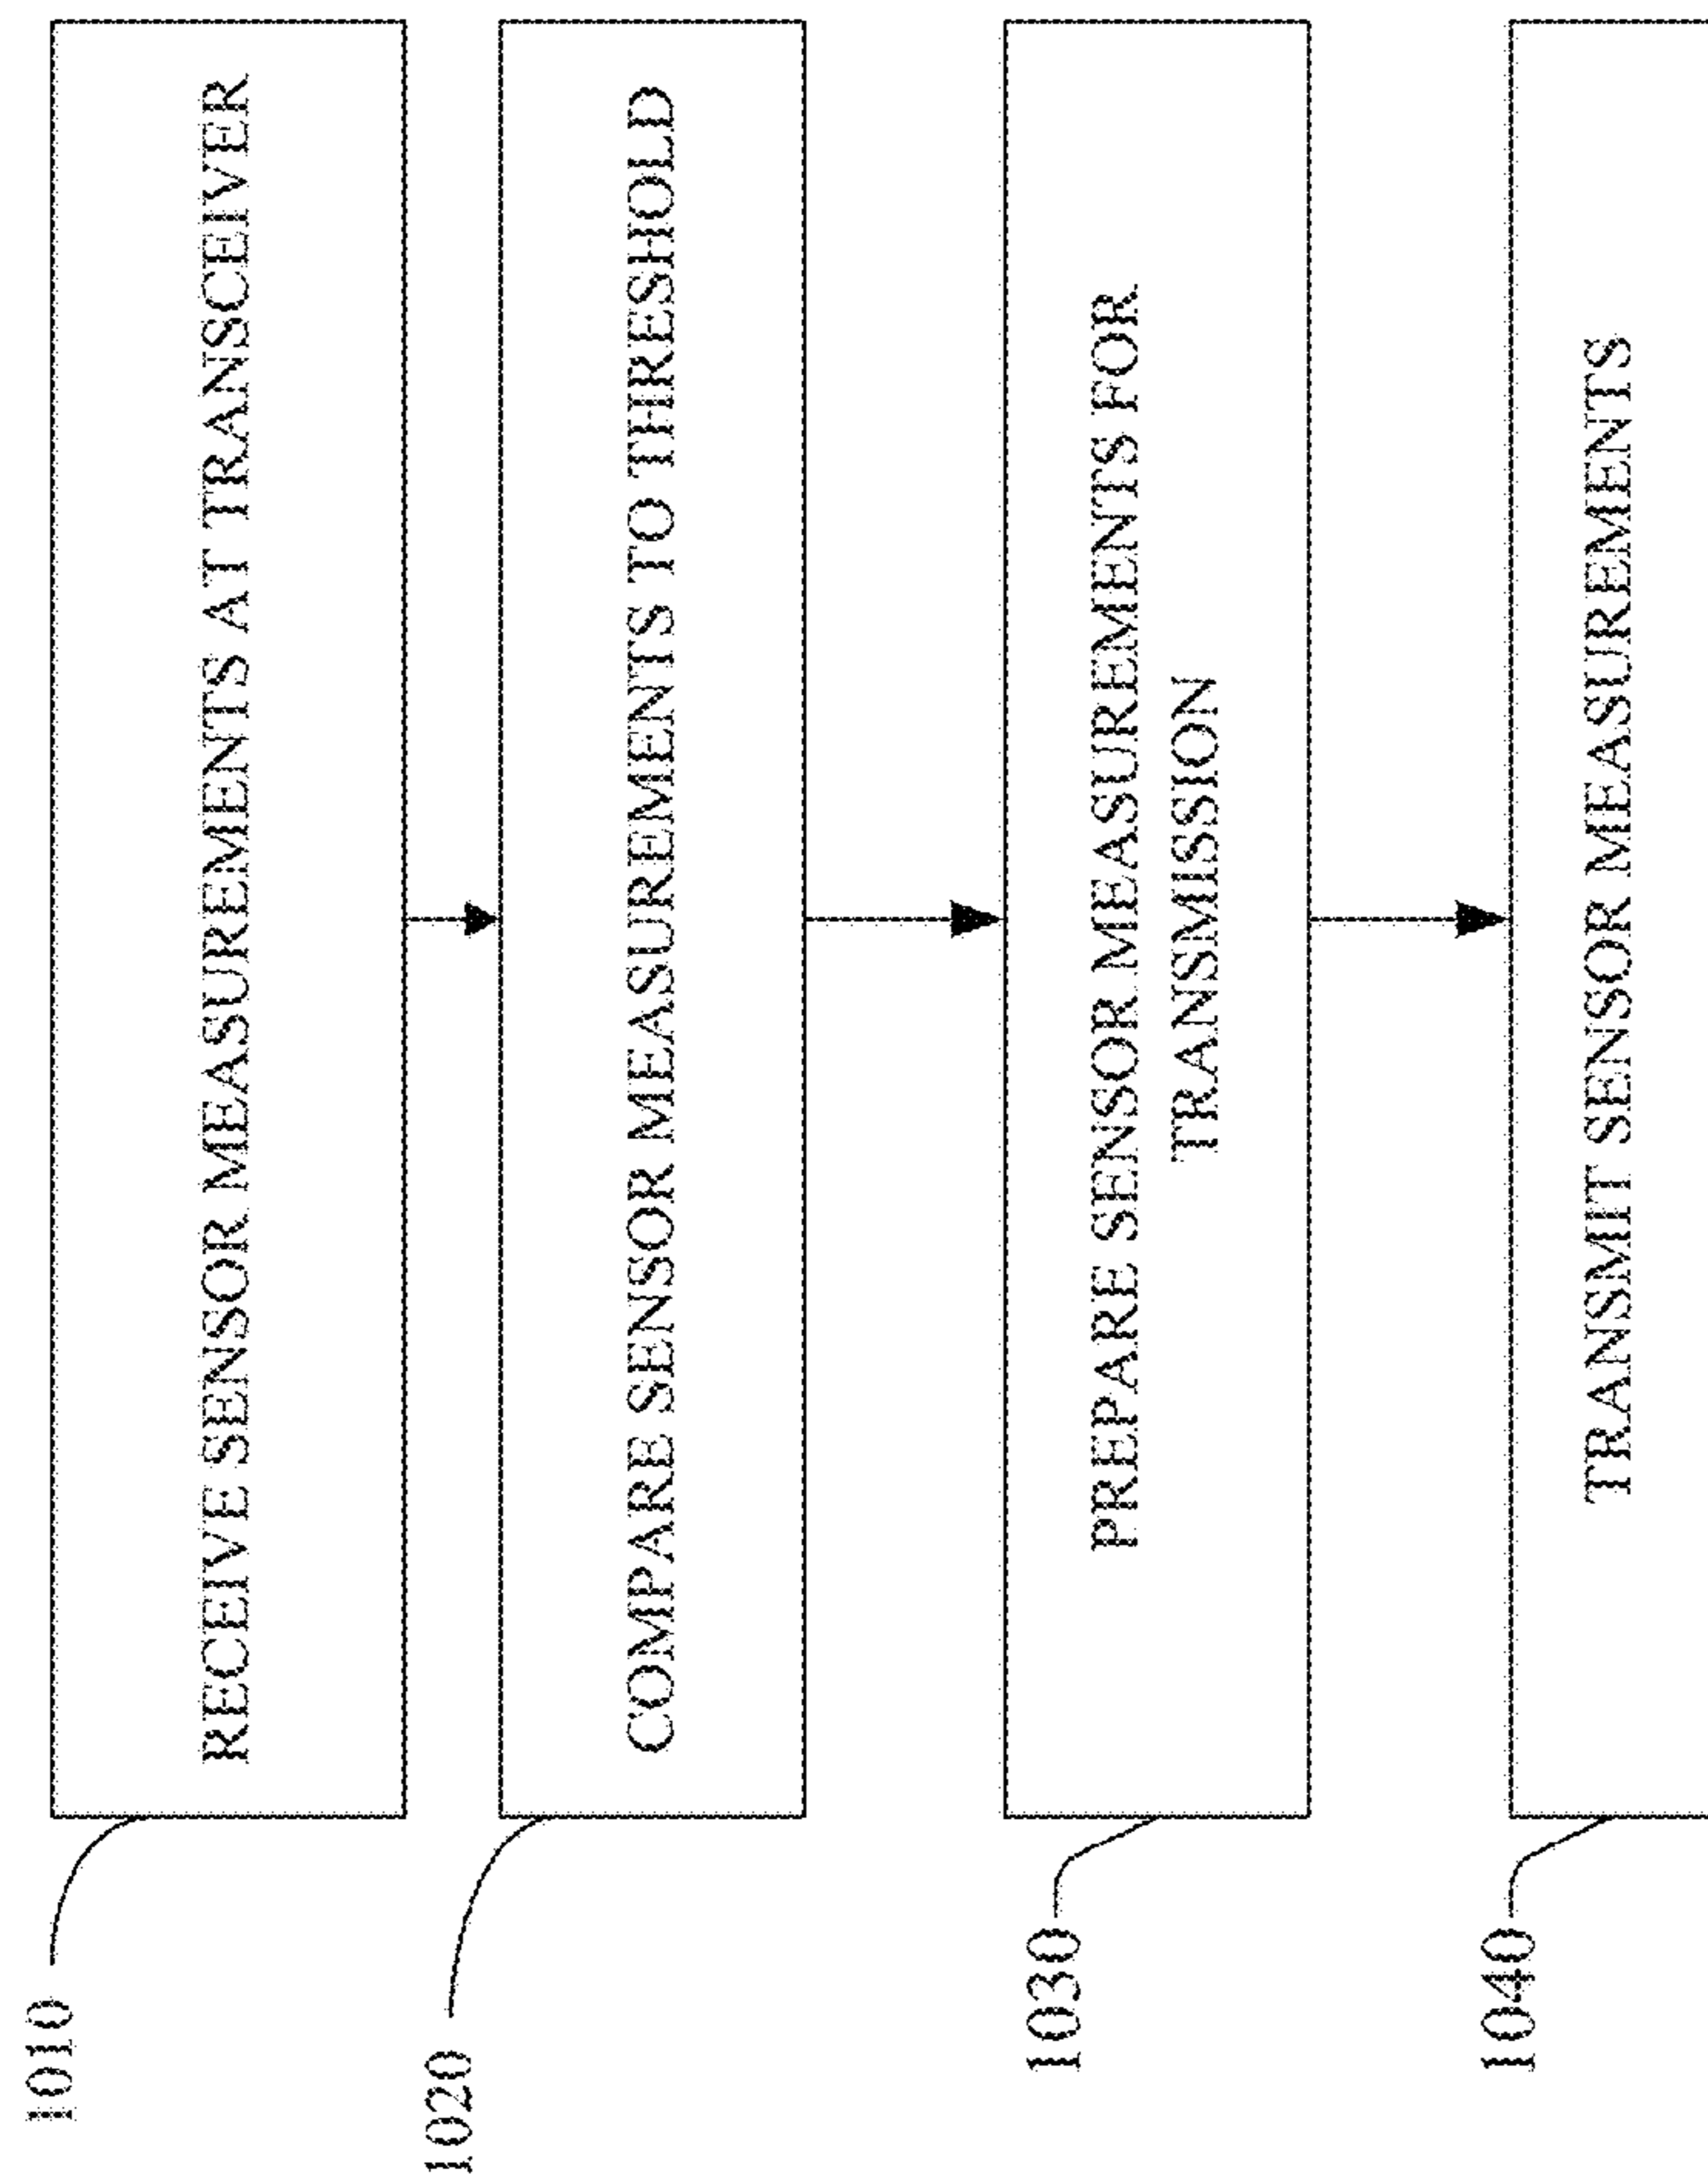 1010
RECEIVE SENSOR MEASUREMENTS AT TRANSCEIVER
1020
COMPARE SENSOR MEASUREMENTS TO THRESHOLD
1030
PREPARE SENSOR MEASUREMENTS FOR
TRANSMISSION
1040
TRANSMIT SENSOR MEASUREMENTS